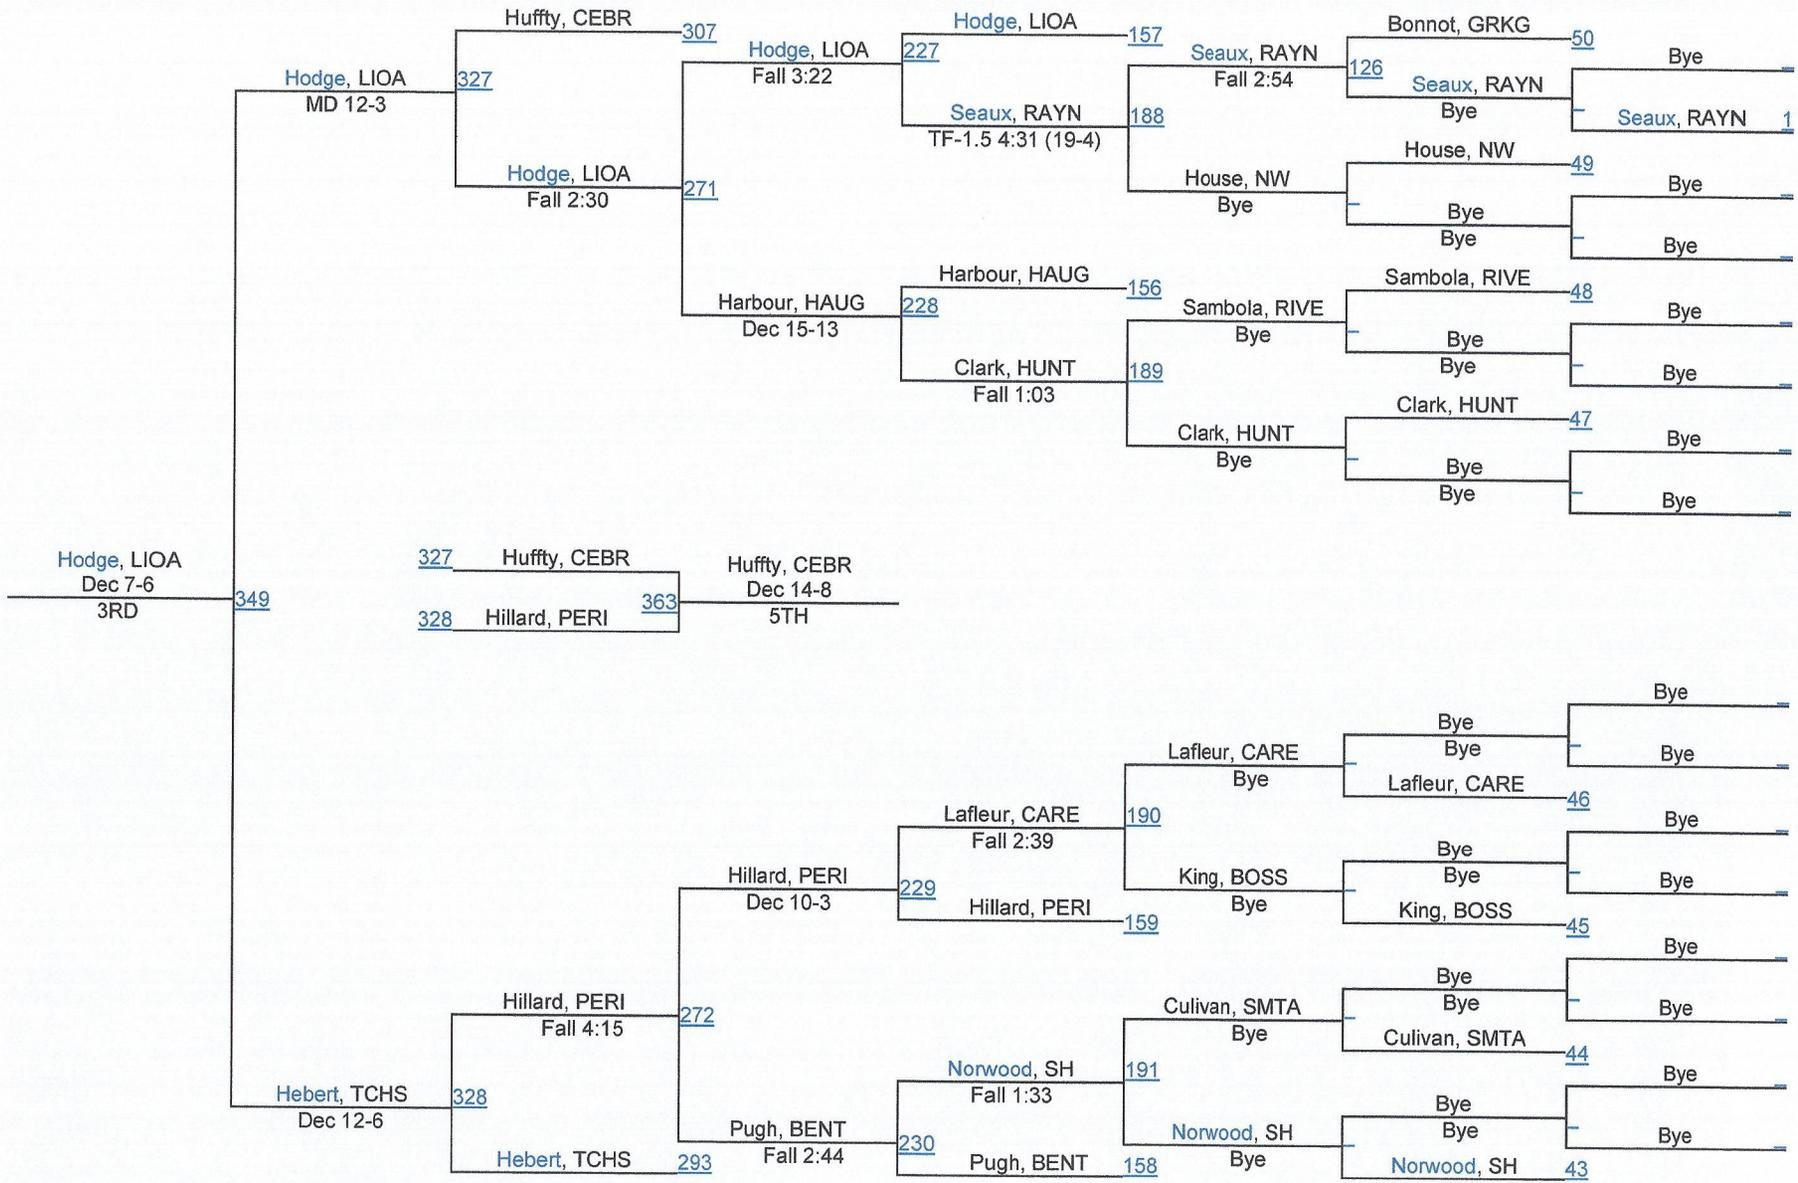 Huffty, CEBR
307
Hodge, LIOA
MD 12-3
327
Hodge, LIOA
Fall 2:30
271
Hodge, LIOA
Fall 3:22
227
Hodge, LIOA
157
Seaux, RAYN
TF-1.5 4:31 (19-4)
188
Seaux, RAYN
Fall 2:54
126
Bonnot, GRKG
50
Seaux, RAYN
Bye
Bye
Seaux, RAYN
1
House, NW
Bye
House, NW
49
Bye
Bye
Bye
Bye
Harbour, HAUG
Dec 15-13
228
Harbour, HAUG
156
Clark, HUNT
Fall 1:03
189
Sambola, RIVE
Bye
Sambola, RIVE
48
Bye
Bye
Bye
Bye
Clark, HUNT
Bye
Clark, HUNT
47
Bye
Bye
Bye
Bye
Hodge, LIOA
Dec 7-6
3RD
349
327
Huffty, CEBR
328
Hillard, PERI
363
Huffty, CEBR
Dec 14-8
5TH
Hebert, TCHS
Dec 12-6
328
Hillard, PERI
Fall 4:15
272
Hebert, TCHS
293
Hillard, PERI
Dec 10-3
229
Lafleur, CARE
Fall 2:39
190
Hillard, PERI
159
Lafleur, CARE
Bye
Bye
Bye
Bye
Bye
Lafleur, CARE
46
King, BOSS
Bye
Bye
Bye
Bye
Bye
King, BOSS
45
Pugh, BENT
Fall 2:44
230
Norwood, SH
Fall 1:33
191
Pugh, BENT
158
Culivan, SMTA
Bye
Bye
Bye
Bye
Bye
Culivan, SMTA
44
Norwood, SH
Bye
Bye
Bye
Bye
Bye
Norwood, SH
43